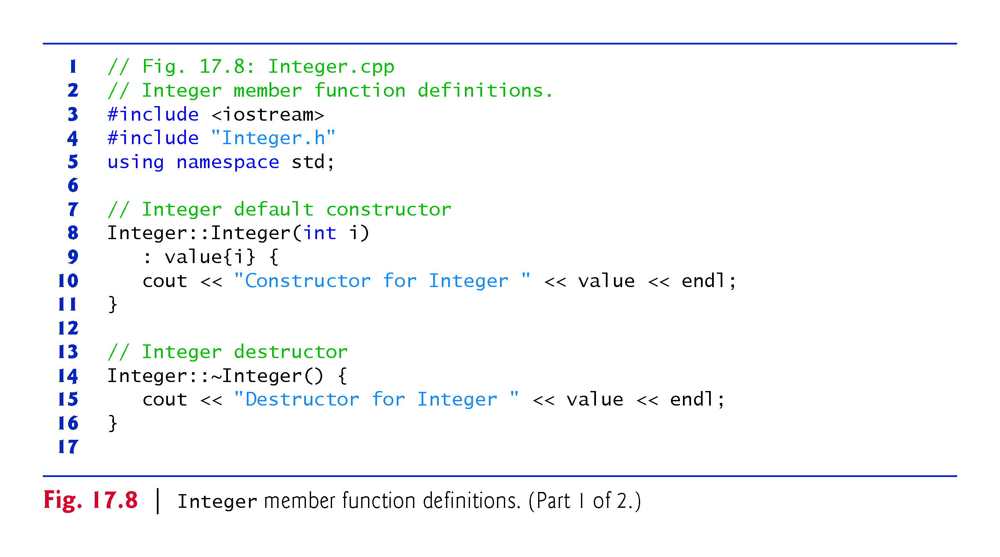 1 // Fig. 17.8: Integer.cpp
2 // Integer member function definitions.
3 #include <iostream>
4 #include "Integer.h"
5 using namespace std;
6
7 // Integer default constructor
8 Integer::Integer(int i)
9    : value{i} {
10    cout << "Constructor for Integer " << value << endl;
11 }
12
13 // Integer destructor
14 Integer::~Integer() {
15    cout << "Destructor for Integer " << value << endl;
16 }
17
Fig. 17.8 | Integer member function definitions. (Part 1 of 2.)